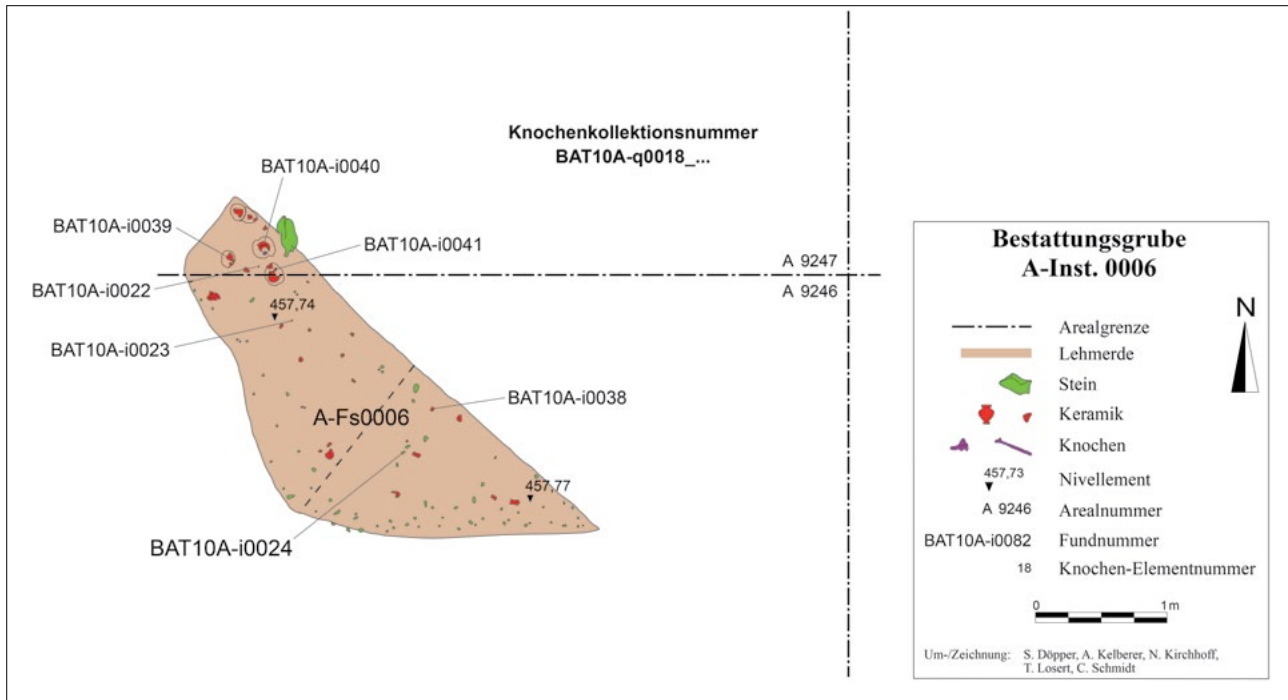 Knochenkollektionsnummer
BAT10A-q0018_...
BAT10A-i0040
BAT10A-i0039
BAT10A-i0041
A 9247
A 9246
BAT10A-i0022
457,74
BAT10A-i0023
BAT10A-i0038
A-Fs0006
457,77
BAT10A-i0024
Bestattungsgrube
A-Inst. 0006
N
Arealgrenze
Lehmerde
Stein
Keramik
Knochen
457,73 Nivellement
A 9246 Arealnummer
BAT10A-i0082 Fundnummer
18 Knochen-Elementnummer
0 1m
Um-/Zeichnung: S. Döpper, A. Kelberer, N. Kirchhoff,
T. Losert, C. Schmidt